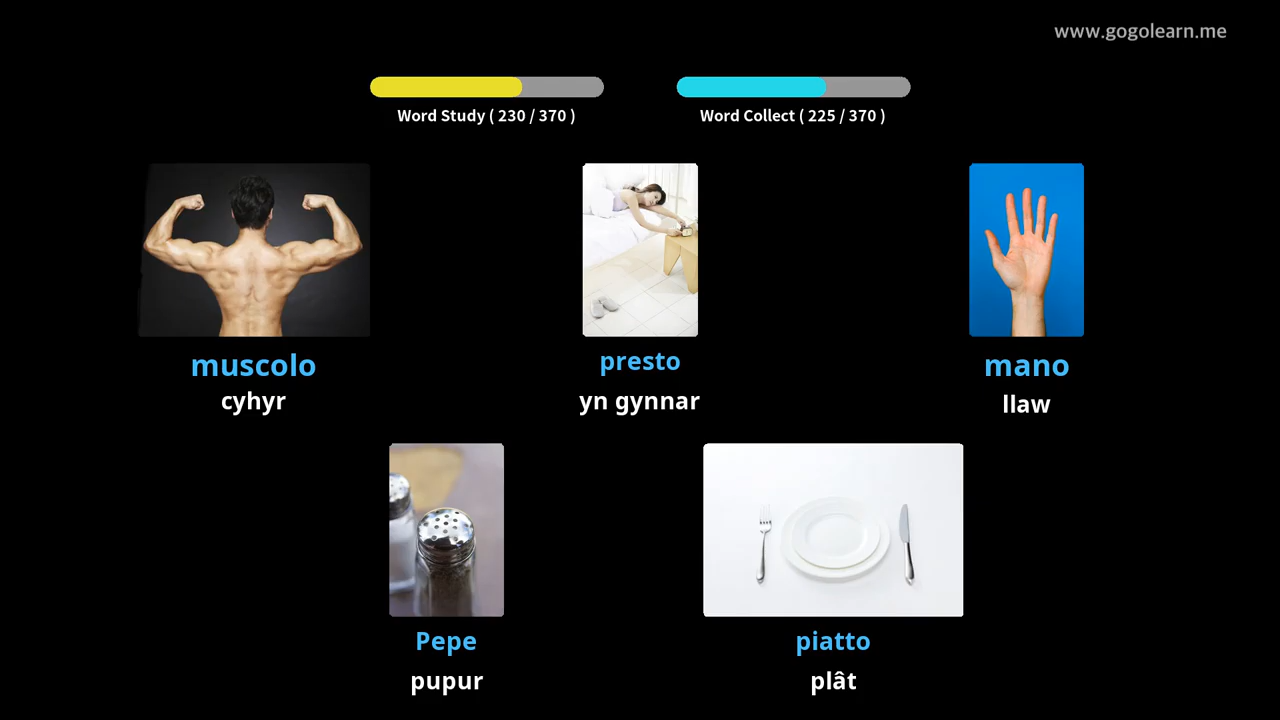 www.gogolearn.me
Word Study ( 230 / 370 )
Word Collect ( 225 / 370 )
muscolo
cyhyr
presto
yn gynnar
mano
llaw
Pepe
pupur
piatto
plât